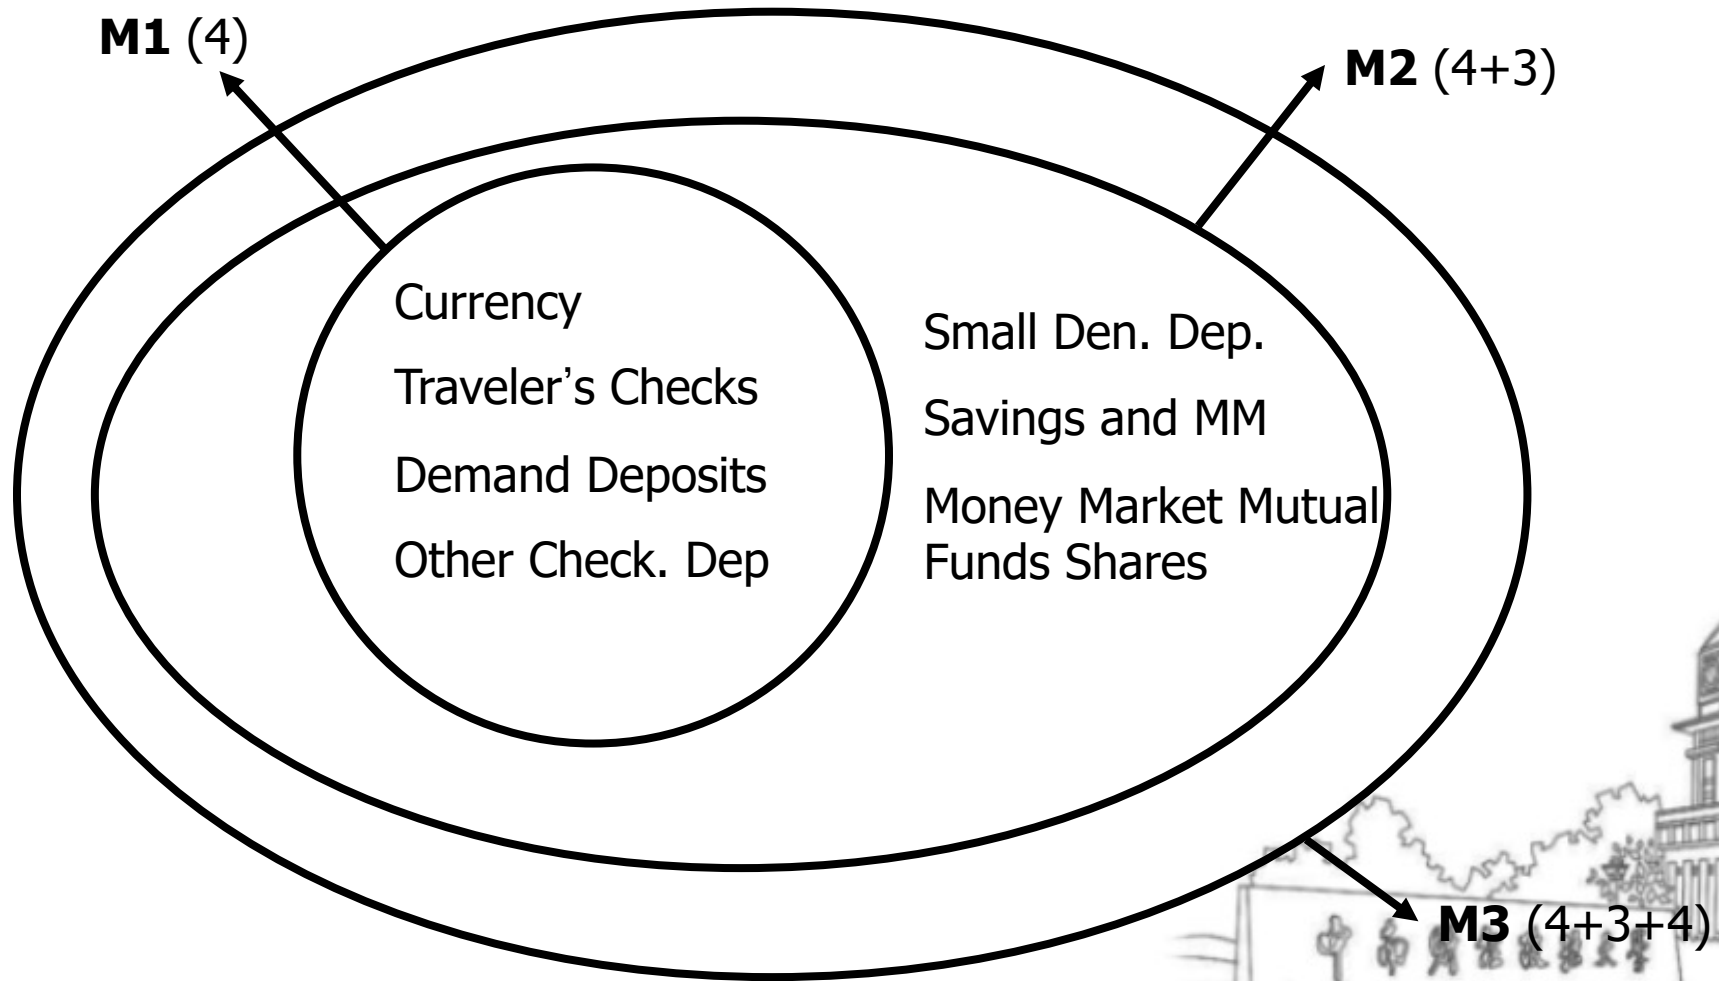 M1 (4)
M2 (4+3)
Currency
Traveler’s Checks
Demand Deposits
Other Check. Dep
Small Den. Dep.
Savings and MM
Money Market Mutual
Funds Shares
M3 (4+3+4)